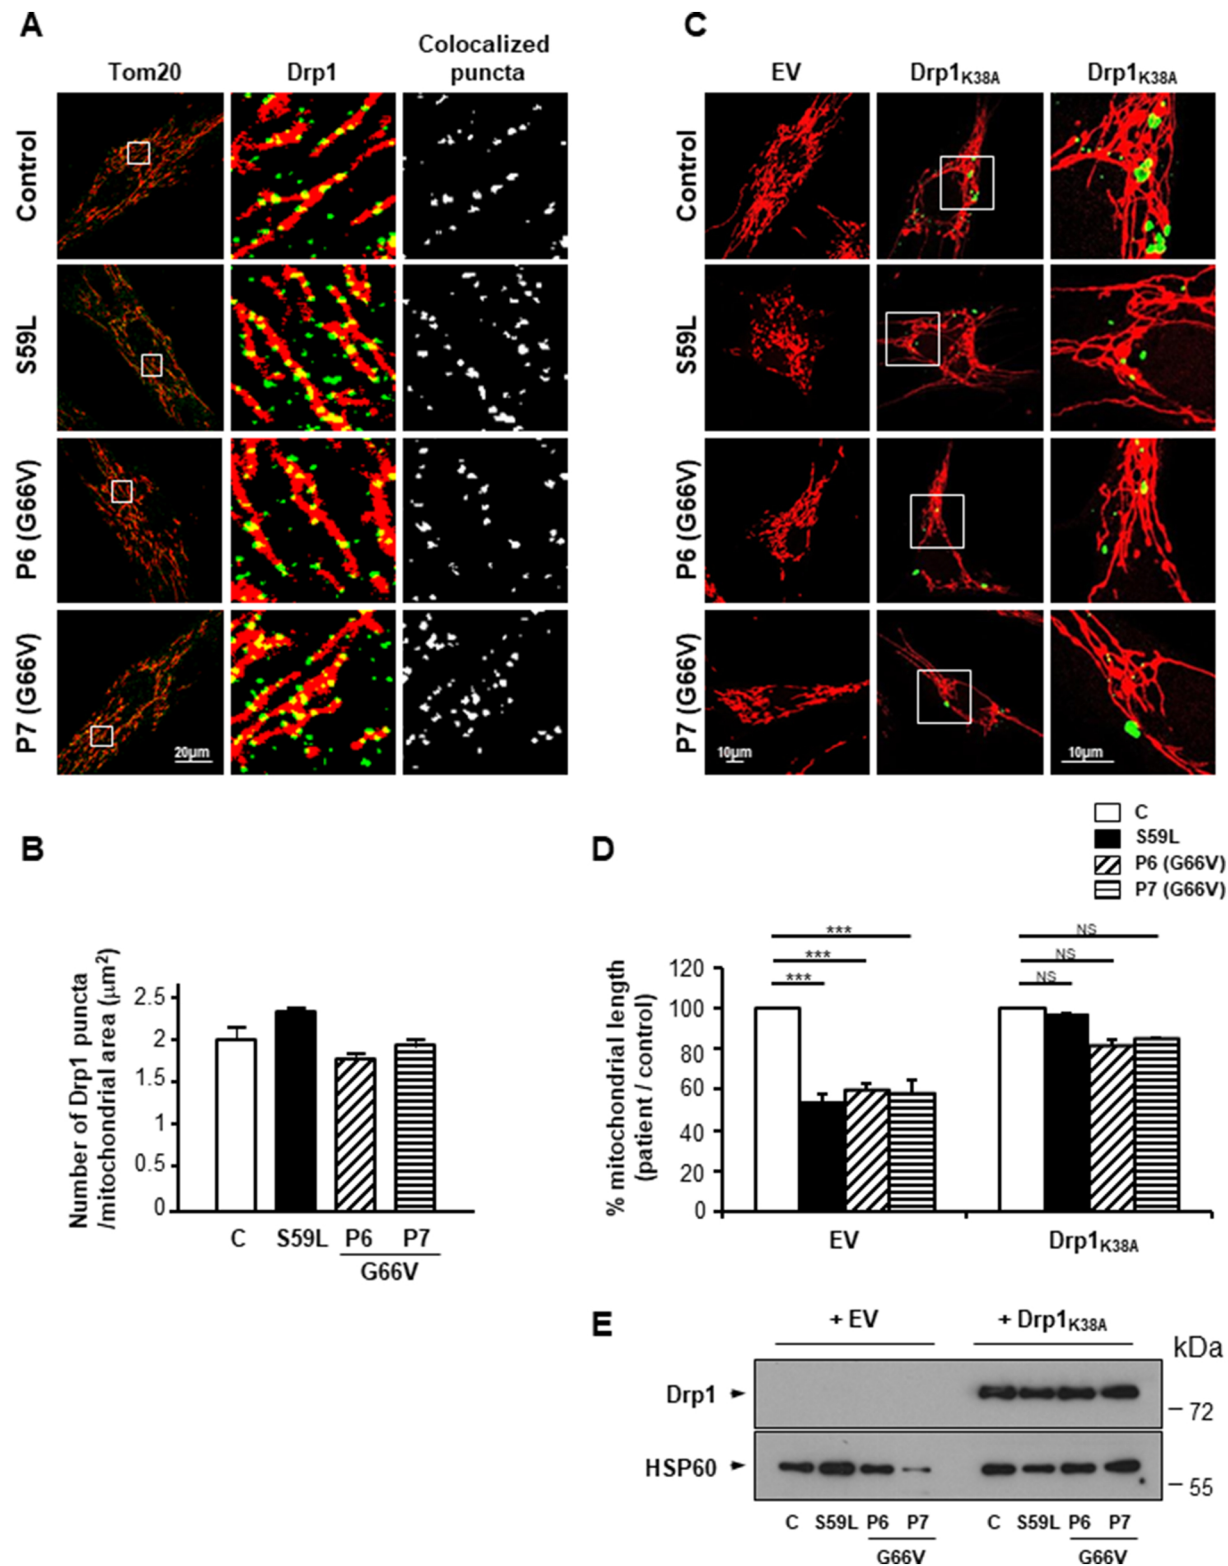 A
Tom20
Drp1
Colocalized
puncta
Control
S59L
P6 (G66V)
P7 (G66V)
20µm
C
EV
Drp1K38A
Drp1K38A
Control
S59L
P6 (G66V)
P7 (G66V)
10µm
10µm
B
Number of Drp1 puncta
/mitochondrial area (µm²)
2.5
2
1.5
1
0.5
0
C
S59L
P6
P7
G66V
D
C
S59L
P6 (G66V)
P7 (G66V)
% mitochondrial length
(patient / control)
120
100
80
60
40
20
0
***
***
***
NS
NS
NS
EV
Drp1K38A
E
+ EV
+ Drp1K38A
kDa
Drp1
72
HSP60
55
C S59L P6 P7 C S59L P6 P7
G66V G66V